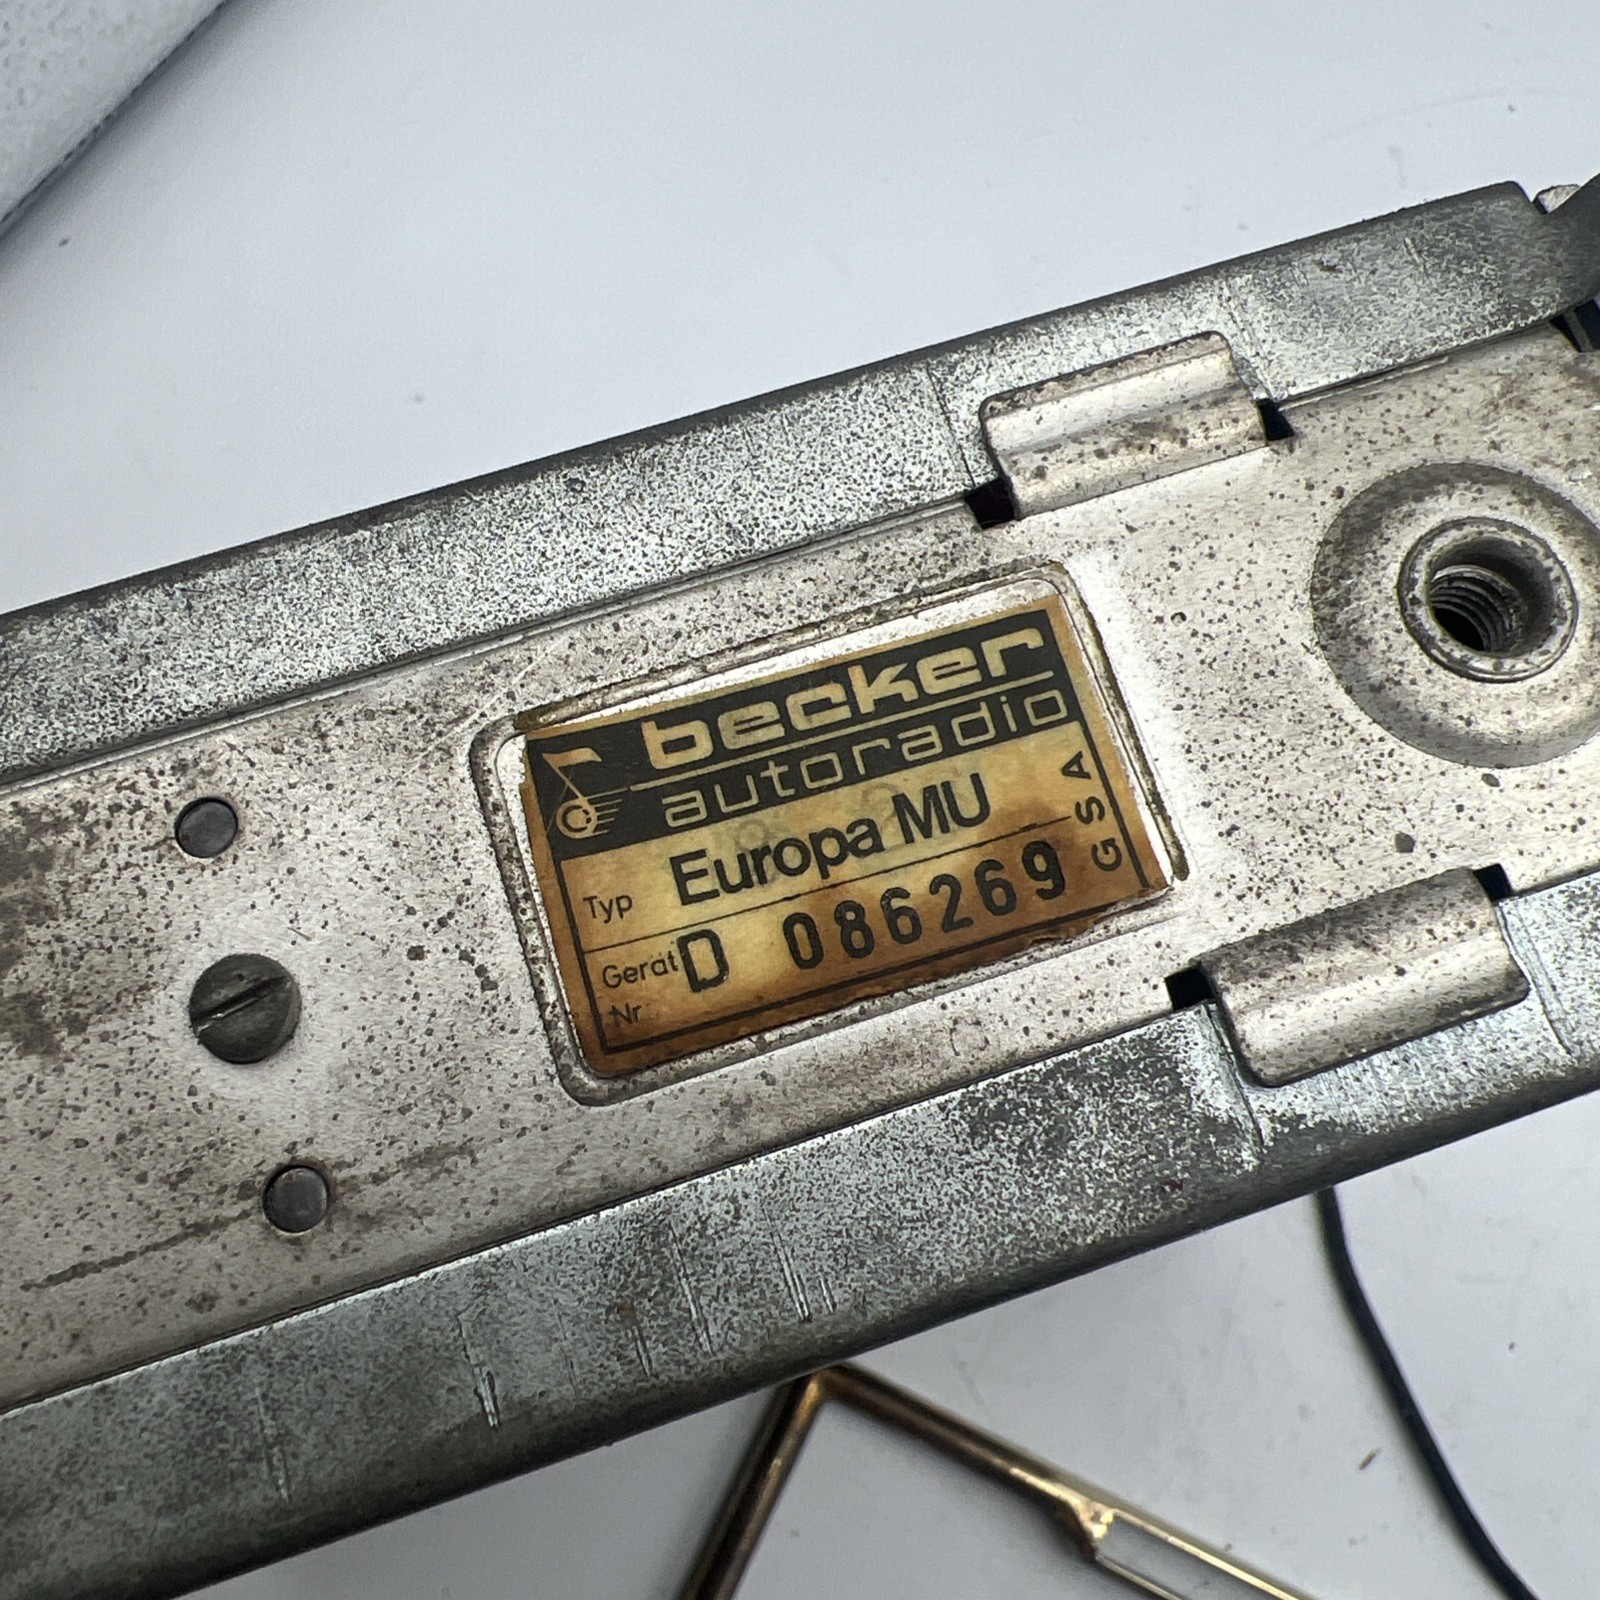 becker
autoradio
Typ Europa MU
Gerät Nr. D 086269
GSA